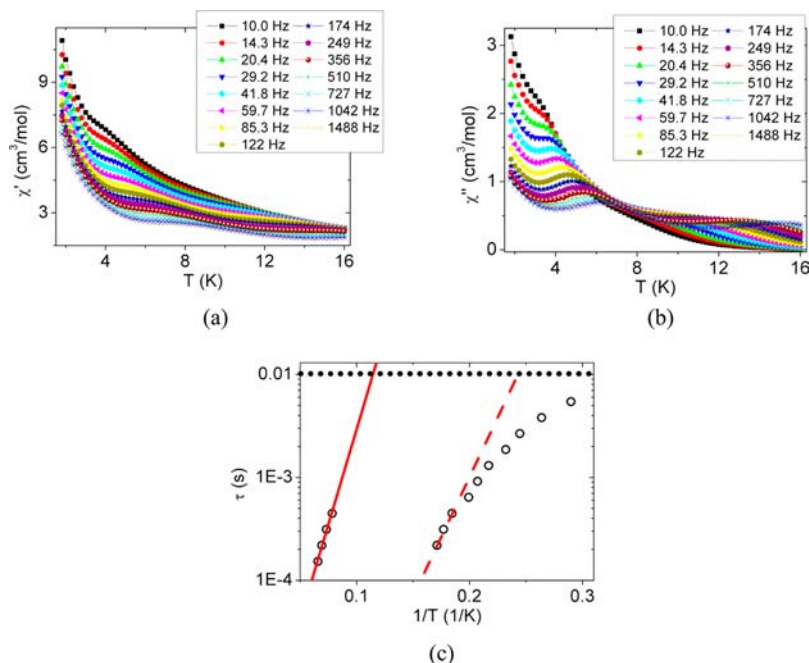 10.0 Hz 174 Hz
14.3 Hz 249 Hz
20.4 Hz 356 Hz
29.2 Hz 510 Hz
41.8 Hz 727 Hz
59.7 Hz 1042 Hz
85.3 Hz 1488 Hz
122 Hz
9
6
3
χ' (cm³/mol)
4 8 12 16
T (K)
(a)
10.0 Hz 174 Hz
14.3 Hz 249 Hz
20.4 Hz 356 Hz
29.2 Hz 510 Hz
41.8 Hz 727 Hz
59.7 Hz 1042 Hz
85.3 Hz 1488 Hz
122 Hz
3
2
1
0
χ'' (cm³/mol)
4 8 12 16
T (K)
(b)
0.01
1E-3
1E-4
τ (s)
0.1 0.2 0.3
1/T (1/K)
(c)